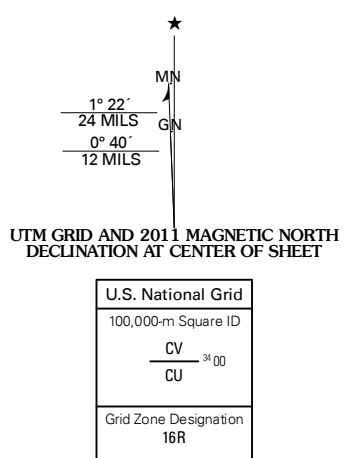 ★
MN
1° 22´
24 MILS
GN
0° 40´
12 MILS
UTM GRID AND 2011 MAGNETIC NORTH
DECLINATION AT CENTER OF SHEET
U.S. National Grid
100,000-m Square ID
CV
34 00
CU
Grid Zone Designation
16R